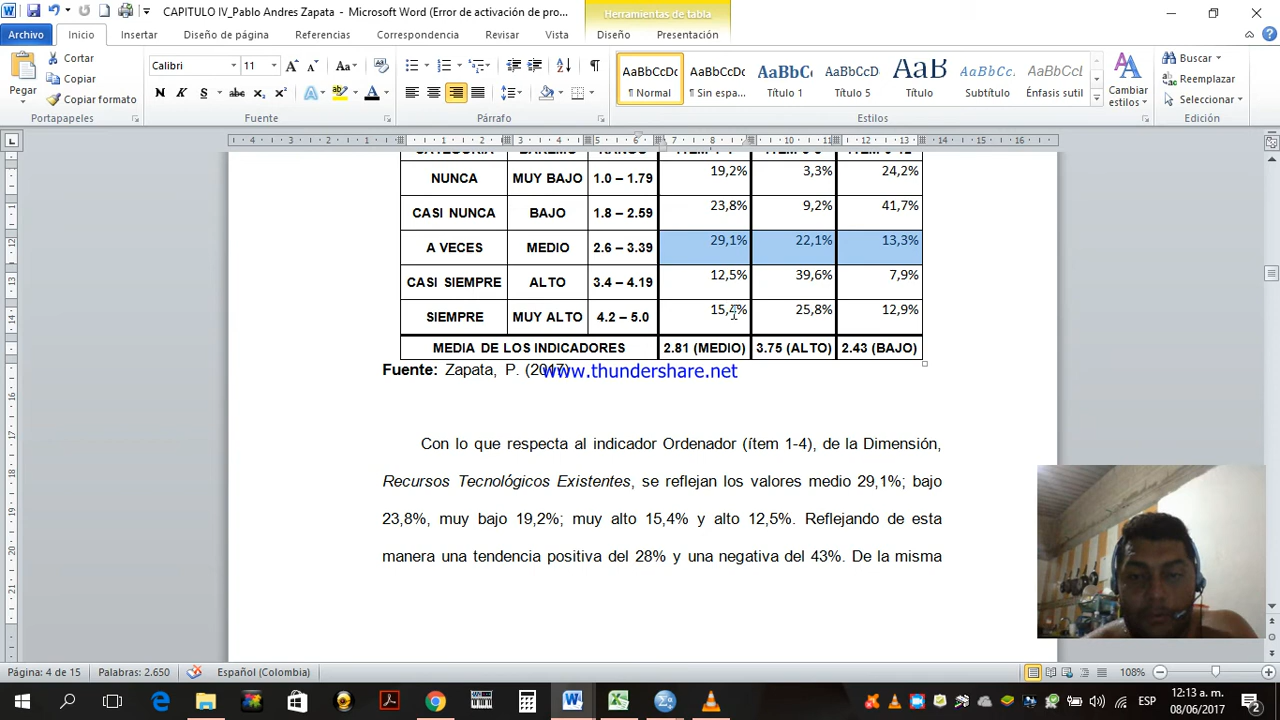 CAPITULO IV_Pablo Andres Zapata - Microsoft Word (Error de activación de pro...
Herramientas de tabla
Archivo Inicio Insertar Diseño de página Referencias Correspondencia Revisar Vista Diseño Presentación
Cortar
Copiar
Copiar formato
Pegar
Calibri 11
N K S abc x₂ x²
Aa
AaBbCcDc AaBbCcDc AaBbC AaBbCcDc AaB AaBbCcDc AaBbCcDc
¶ Normal ¶ Sin espa... Título 1 Título 5 Título Subtítulo Énfasis sutil
Cambiar
estilos
Buscar
Reemplazar
Seleccionar
Portapapeles Fuente Párrafo Estilos Edición
NUNCA MUY BAJO 1.0 – 1.79 19,2% 3,3% 24,2%
CASI NUNCA BAJO 1.8 – 2.59 23,8% 9,2% 41,7%
A VECES MEDIO 2.6 – 3.39 29,1% 22,1% 13,3%
CASI SIEMPRE ALTO 3.4 – 4.19 12,5% 39,6% 7,9%
SIEMPRE MUY ALTO 4.2 – 5.0 25,8% 12,9%
MEDIA DE LOS INDICADORES 2.81 (MEDIO) 3.75 (ALTO) 2.43 (BAJO)
Fuente: Zapata, P. (2017)
www.thundershare.net
Con lo que respecta al indicador Ordenador (ítem 1-4), de la Dimensión,
Recursos Tecnológicos Existentes, se reflejan los valores medio 29,1%; bajo
23,8%, muy bajo 19,2%; muy alto 15,4% y alto 12,5%. Reflejando de esta
manera una tendencia positiva del 28% y una negativa del 43%. De la misma
Página: 4 de 15 Palabras: 2.650 Español (Colombia) 108%
ESP
12:13 a. m.
08/06/2017